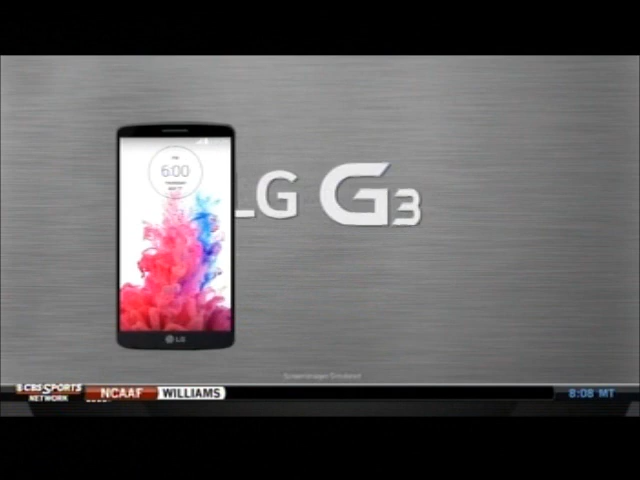 6:00
LG G3
LG
Screen Images Simulated
CBS SPORTS NETWORK
NCAAF WILLIAMS
8:08 MT